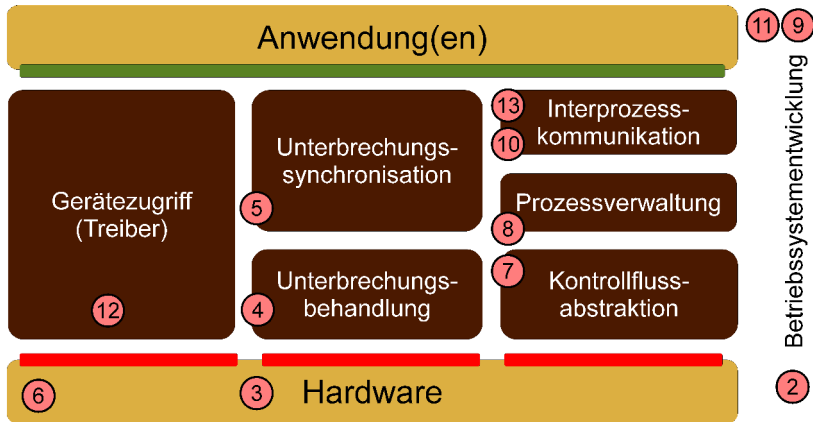 Anwendung(en)
11
9
Gerätezugriff
(Treiber)
12
Unterbrechungs-
synchronisation
5
Unterbrechungs-
behandlung
4
13
Interprozess-
kommunikation
10
Prozessverwaltung
8
7
Kontrollfluss-
abstraktion
Betriebssystementwicklung
2
6
3
Hardware